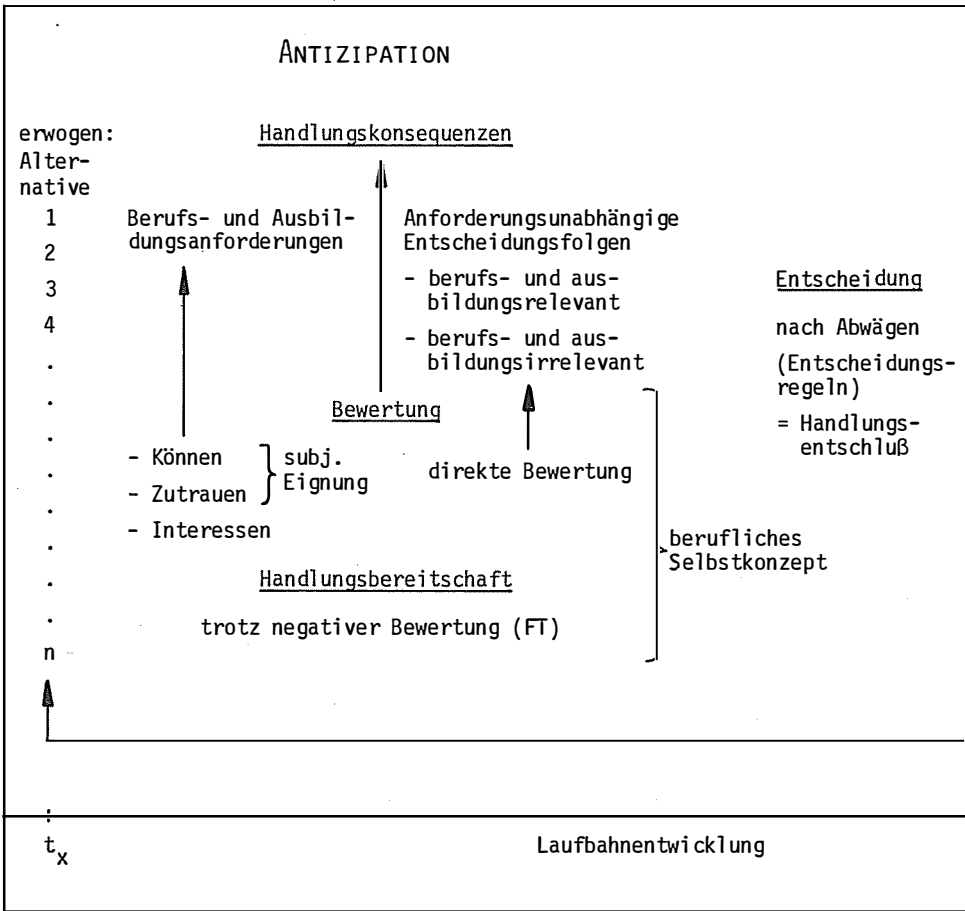 ANTIZIPATION
erwogen:
Alter-
native
1
2
3
4
.
.
.
.
.
.
.
.
n
Handlungskonsequenzen
Berufs- und Ausbil-
dungsanforderungen
Anforderungsunabhängige
Entscheidungsfolgen
- berufs- und aus-
bildungsrelevant
- berufs- und aus-
bildungsirrelevant
Bewertung
- Können
- Zutrauen
- Interessen
subj.
Eignung
direkte Bewertung
Handlungsbereitschaft
trotz negativer Bewertung (FT)
berufliches
Selbstkonzept
Entscheidung
nach Abwägen
(Entscheidungs-
regeln)
= Handlungs-
entschluß
tx
Laufbahnentwicklung